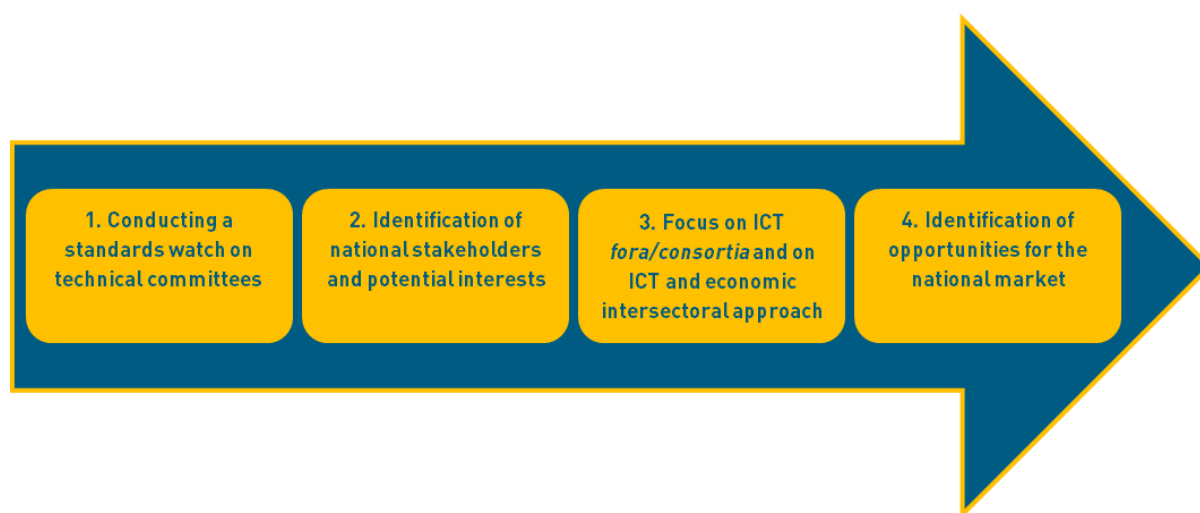 1. Conducting a
standards watch on
technical committees
2. Identification of
national stakeholders
and potential interests
3. Focus on ICT
fora/consortia and on
ICT and economic
intersectoral approach
4. Identification of
opportunities for the
national market